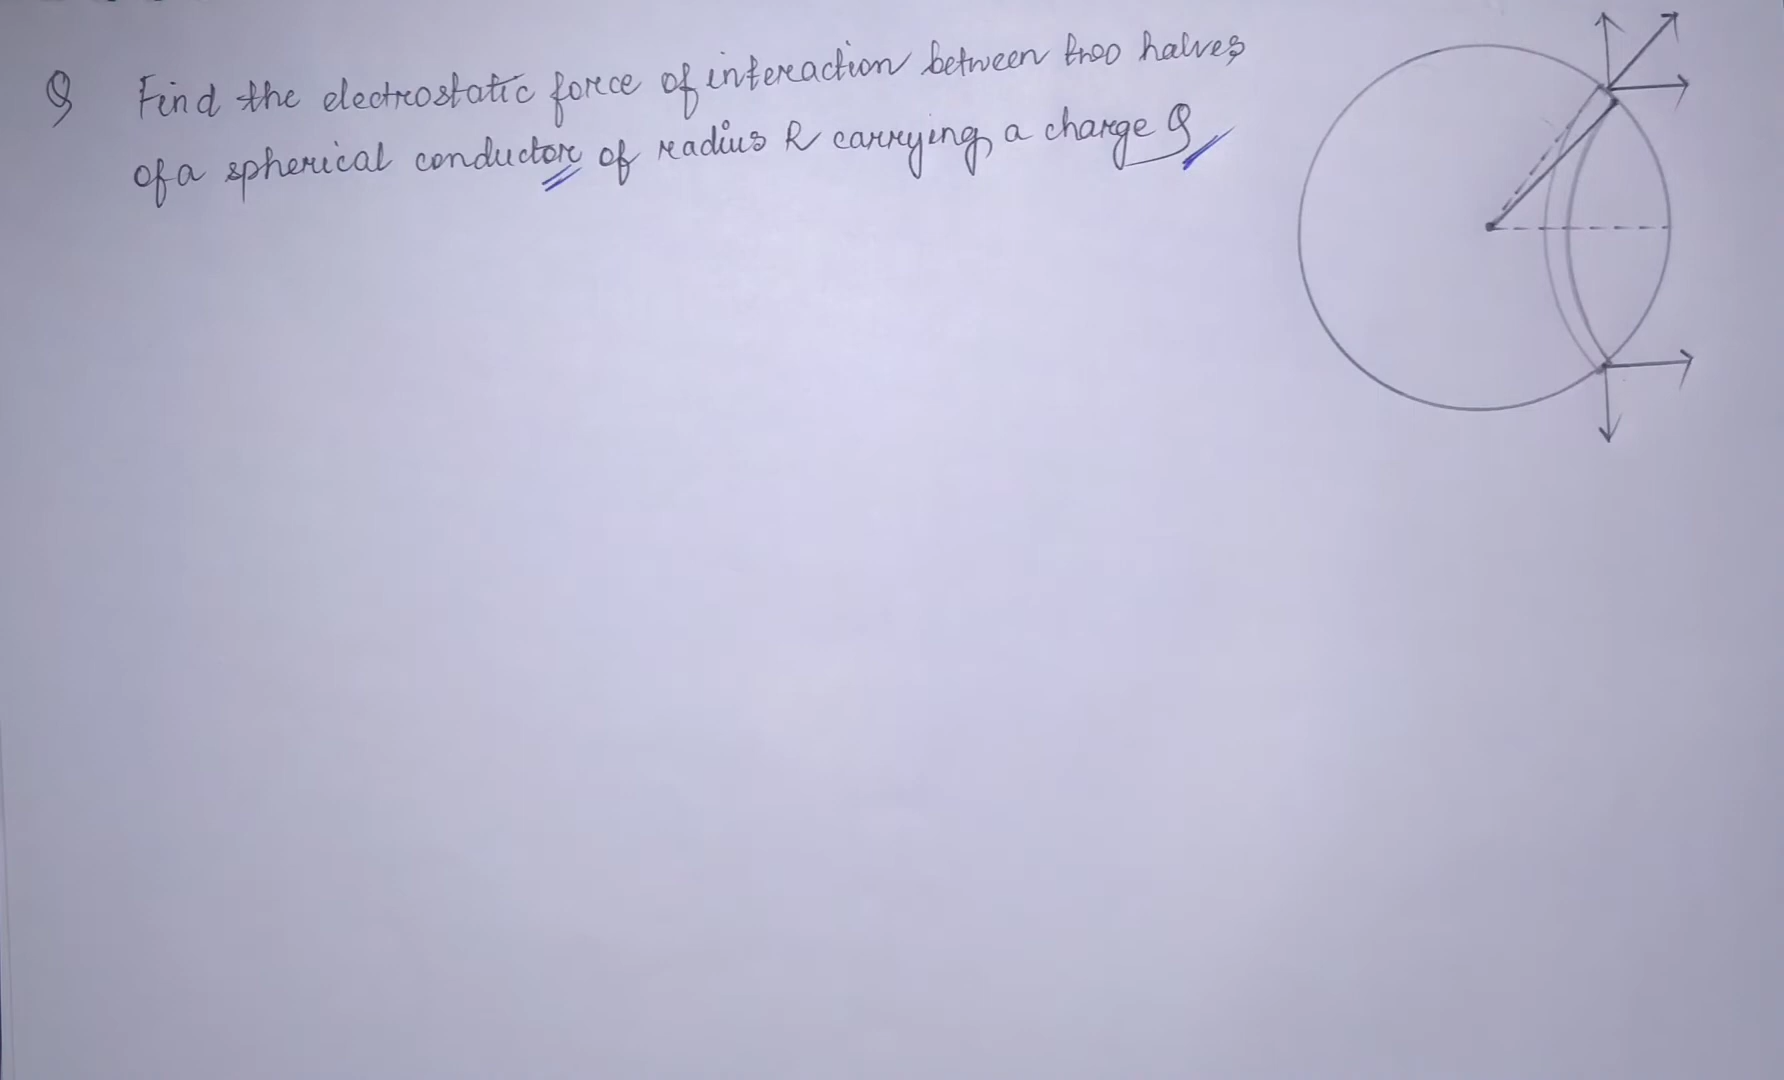 Q Find the electrostatic force of interaction between two halves
of a spherical conductor of radius R carrying a charge Q